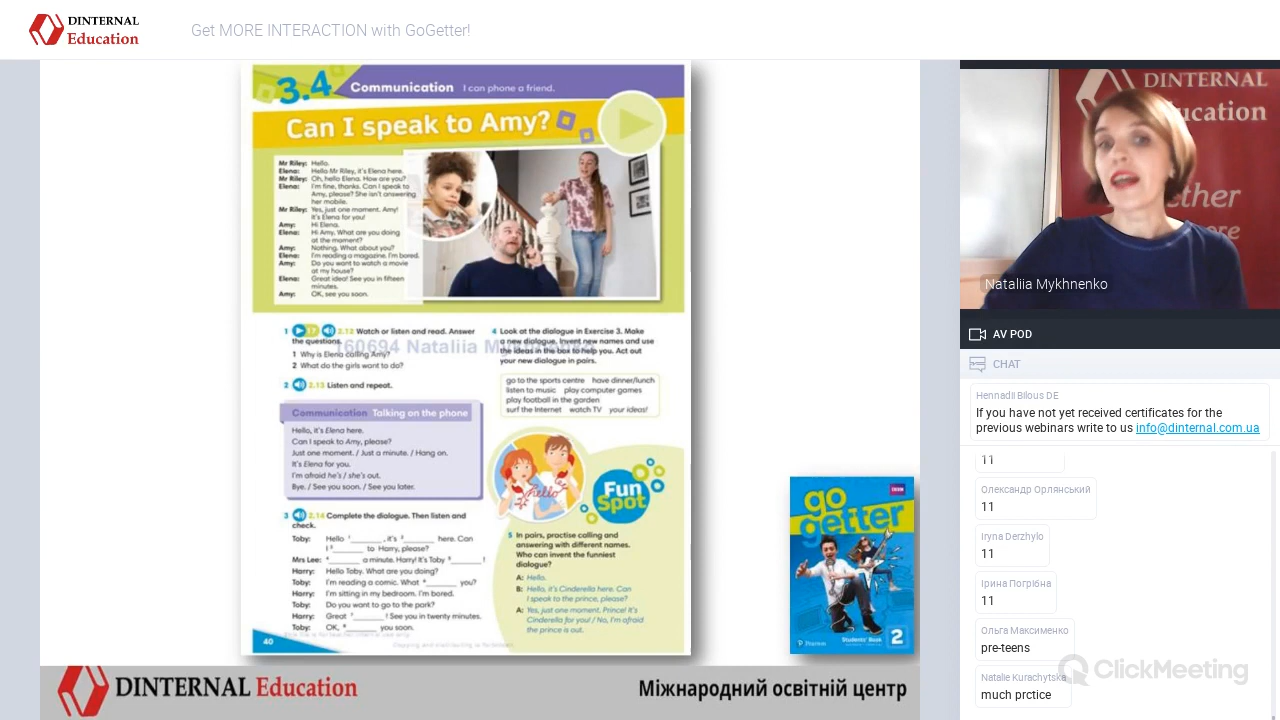 DINTERNAL
Education
Get MORE INTERACTION with GoGetter!
3.4
Communication I can phone a friend.
Can I speak to Amy?
Mr Riley: Hello.
Elena: Hello Mr Riley, it's Elena here.
Mr Riley: Oh, hello Elena. How are you?
Elena: I'm fine, thanks. Can I speak to
Amy, please? She isn't answering
her mobile.
Mr Riley: Yes, just one moment. Amy!
It's Elena for you!
Amy: Hi Elena.
Elena: Hi Amy. What are you doing
at the moment?
Amy: Nothing. What about you?
Elena: I'm reading a magazine. I'm bored.
Amy: Do you want to watch a movie
at my house?
Elena: Great idea! See you in fifteen
minutes.
Amy: OK, see you soon.
1 17 2.12 Watch or listen and read. Answer
the questions.
1 Why is Elena calling Amy?
2 What do the girls want to do?
2 2.13 Listen and repeat.
Communication Talking on the phone
Hello, it's Elena here.
Can I speak to Amy, please?
Just one moment. / Just a minute. / Hang on.
It's Elena for you.
I'm afraid he's / she's out.
Bye. / See you soon. / See you later.
3 2.14 Complete the dialogue. Then listen and
check.
Toby: Hello 1________, it's 2________ here. Can
I 3________ to Harry, please?
Mrs Lee: 4________ a minute. Harry! It's Toby 5________!
Harry: Hello Toby. What are you doing?
Toby: I'm reading a comic. What 6________ you?
Harry: I'm sitting in my bedroom. I'm bored.
Toby: Do you want to go to the park?
Harry: Great 7________! See you in twenty minutes.
Toby: OK, 8________ you soon.
40
4 Look at the dialogue in Exercise 3. Make
a new dialogue. Invent new names and use
the ideas in the box to help you. Act out
your new dialogue in pairs.
go to the sports centre have dinner/lunch
listen to music play computer games
play football in the garden
surf the Internet watch TV your ideas!
hello
Fun
Spot
5 In pairs, practise calling and
answering with different names.
Who can invent the funniest
dialogue?
A: Hello.
B: Hello, it's Cinderella here. Can
I speak to the prince, please?
A: Yes, just one moment. Prince! It's
Cinderella for you! / No, I'm afraid
the prince is out.
160694 Nataliia
BBC
go
getter
Pearson
Students' Book 2
DINTERNAL Education
Міжнародний освітній центр
DINTERNAL
Nataliia Mykhnenko
AV POD
CHAT
Hennadii Bilous DE
If you have not yet received certificates for the
previous webinars write to us info@dinternal.com.ua
11
Олександр Орлянський
11
Iryna Derzhylo
11
Ірина Погрібна
11
Ольга Максименко
pre-teens
Natalie Kurachytska
much prctice
ClickMeeting